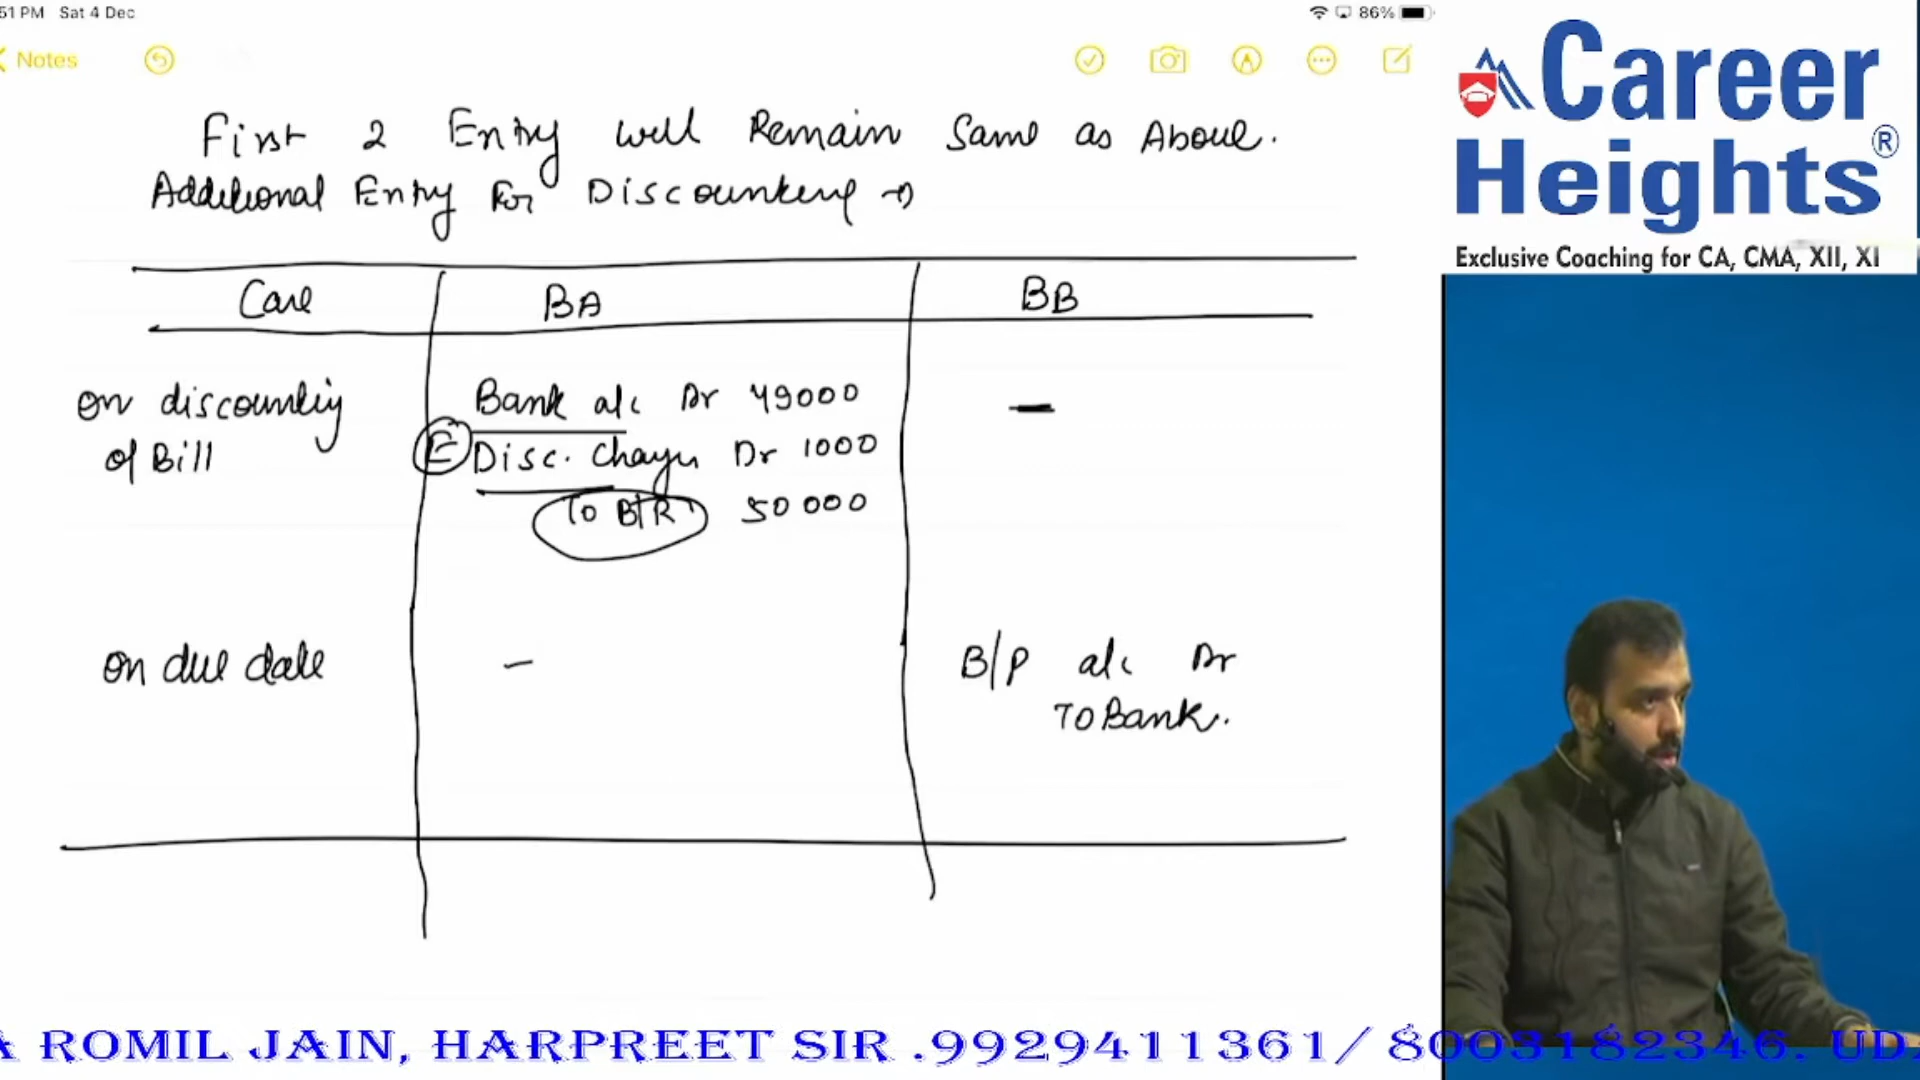 51 PM Sat 4 Dec
86%
Notes
First 2 Entry will Remain Same as Above.
Additional Entry For Discounting →
Case BA BB
on discounting of Bill
Bank a/c Dr 49000
E Disc. Charges Dr 1000
To B/R 50000
—
on due date
—
B/P a/c Dr
To Bank.
Career
Heights®
Exclusive Coaching for CA, CMA, XII, XI
A ROMIL JAIN, HARPREET SIR .9929411361/ 8003182346. UDA